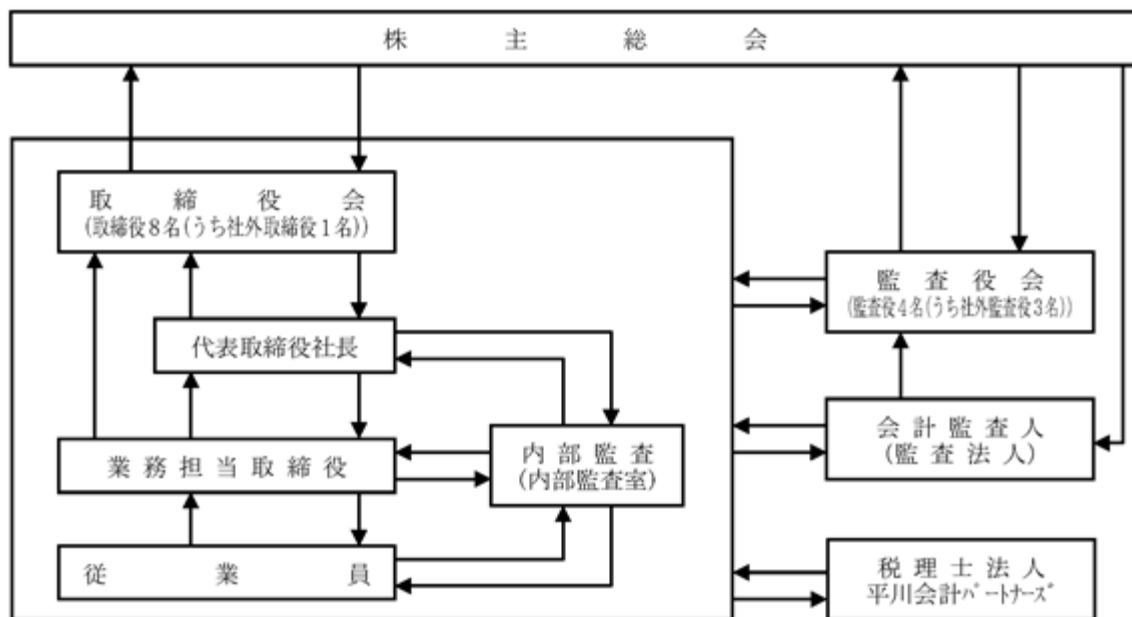 株主総会
取締役会
(取締役8名(うち社外取締役1名))
監査役会
(監査役4名(うち社外監査役3名))
代表取締役社長
会計監査人
(監査法人)
業務担当取締役
内部監査
(内部監査室)
従業員
税理士法人
平川会計パートナーズ